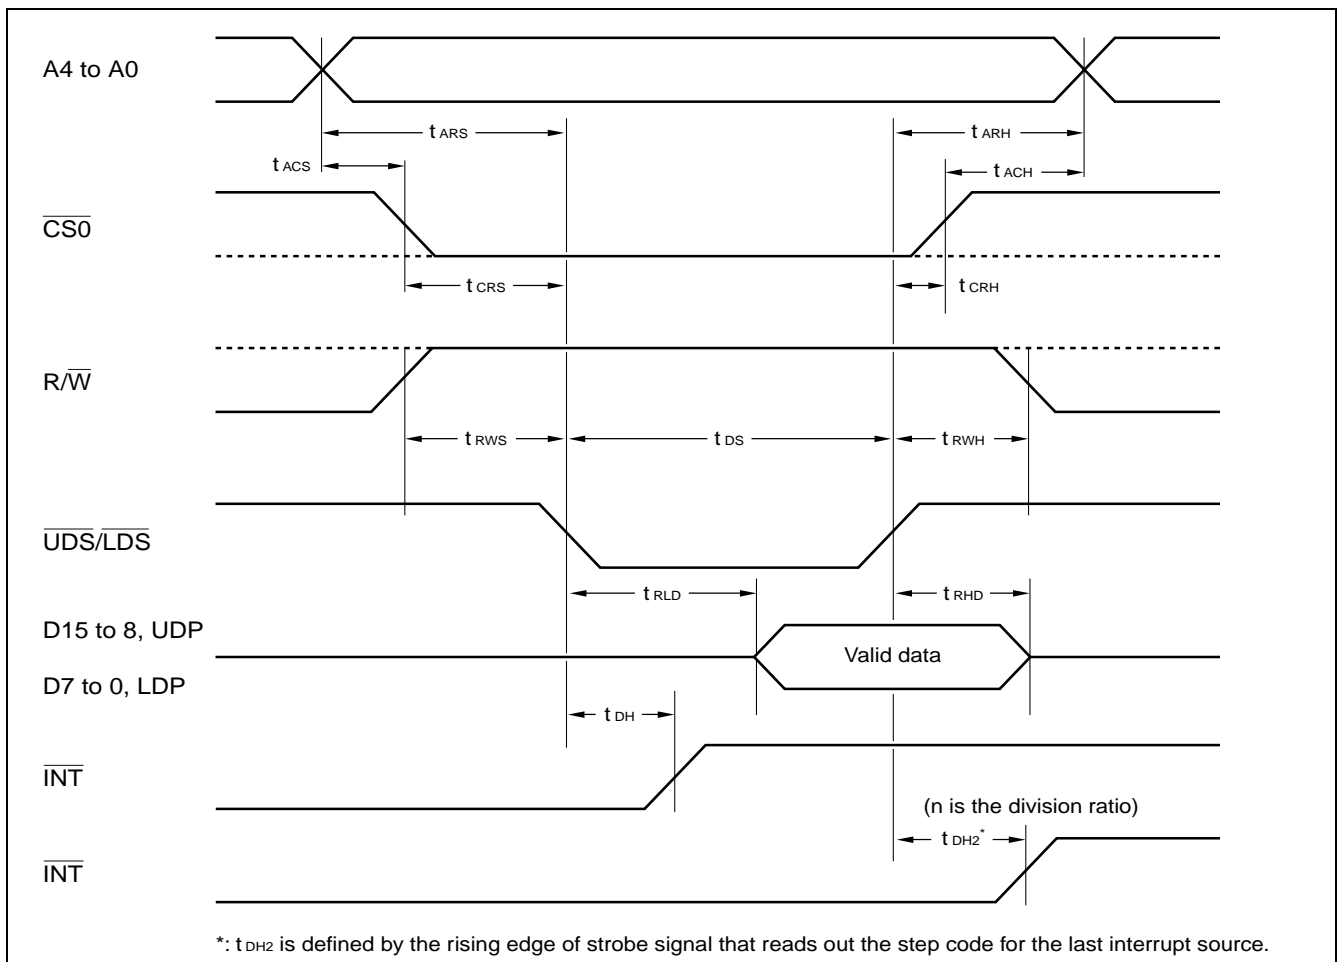 A4 to A0
t ARS
t ARH
t ACS
t ACH
CS0
t CRS
t CRH
R/W
t RWS
t DS
t RWH
UDS/LDS
t RLD
t RHD
D15 to 8, UDP
Valid data
D7 to 0, LDP
t DH
INT
(n is the division ratio)
t DH2*
INT
*: t DH2 is defined by the rising edge of strobe signal that reads out the step code for the last interrupt source.